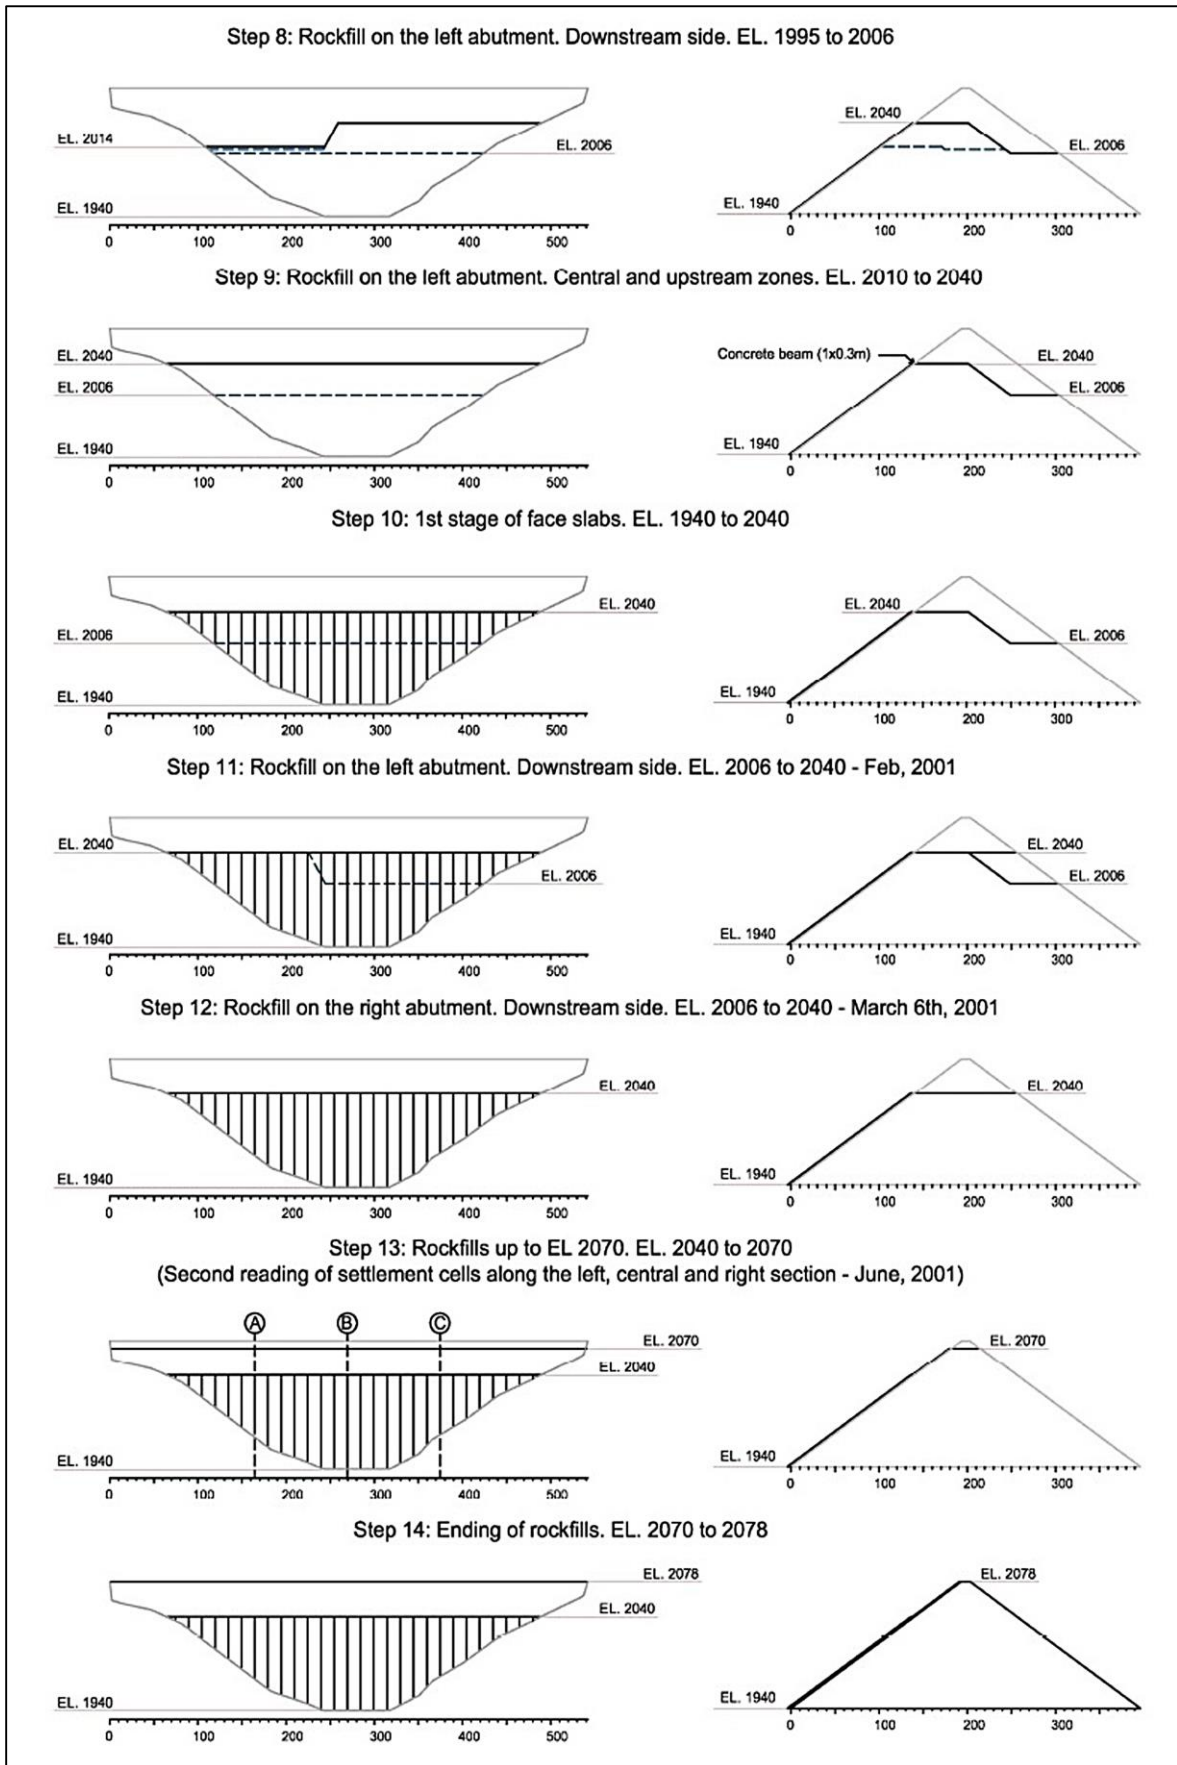 Step 8: Rockfill on the left abutment. Downstream side. EL. 1995 to 2006
EL. 2014
EL. 2006
EL. 1940
0 100 200 300 400 500
EL. 2040
EL. 2006
EL. 1940
0 100 200 300
Step 9: Rockfill on the left abutment. Central and upstream zones. EL. 2010 to 2040
EL. 2040
EL. 2006
EL. 1940
0 100 200 300 400 500
Concrete beam (1x0.3m)
EL. 2040
EL. 2006
EL. 1940
0 100 200 300
Step 10: 1st stage of face slabs. EL. 1940 to 2040
EL. 2040
EL. 2006
EL. 1940
0 100 200 300 400 500
EL. 2040
EL. 2006
EL. 1940
0 100 200 300
Step 11: Rockfill on the left abutment. Downstream side. EL. 2006 to 2040 - Feb, 2001
EL. 2040
EL. 2006
EL. 1940
0 100 200 300 400 500
EL. 2040
EL. 2006
EL. 1940
0 100 200 300
Step 12: Rockfill on the right abutment. Downstream side. EL. 2006 to 2040 - March 6th, 2001
EL. 2040
EL. 1940
0 100 200 300 400 500
EL. 2040
EL. 1940
0 100 200 300
Step 13: Rockfills up to EL 2070. EL. 2040 to 2070
(Second reading of settlement cells along the left, central and right section - June, 2001)
A B C
EL. 2070
EL. 2040
EL. 1940
0 100 200 300 400 500
EL. 2070
EL. 1940
0 100 200 300
Step 14: Ending of rockfills. EL. 2070 to 2078
EL. 2078
EL. 2040
EL. 1940
0 100 200 300 400 500
EL. 2078
EL. 1940
0 100 200 300